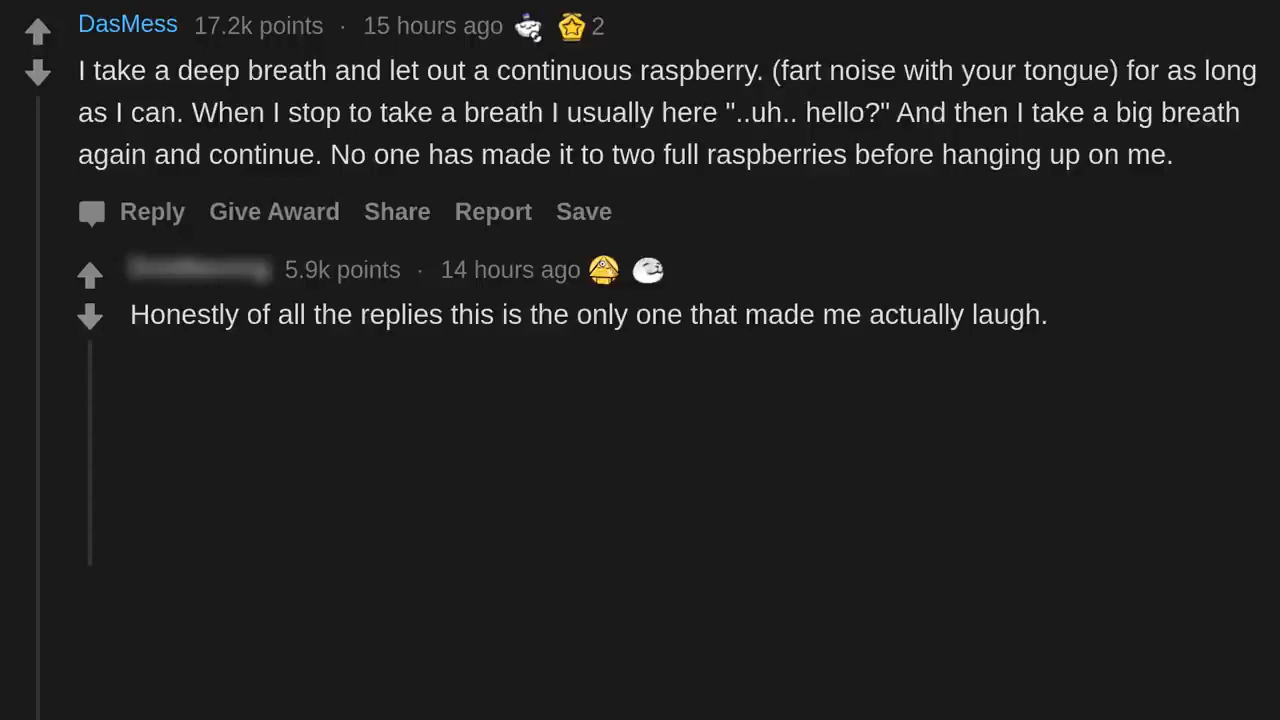 DasMess 17.2k points · 15 hours ago 2
I take a deep breath and let out a continuous raspberry. (fart noise with your tongue) for as long
as I can. When I stop to take a breath I usually here "..uh.. hello?" And then I take a big breath
again and continue. No one has made it to two full raspberries before hanging up on me.
Reply Give Award Share Report Save
5.9k points · 14 hours ago
Honestly of all the replies this is the only one that made me actually laugh.